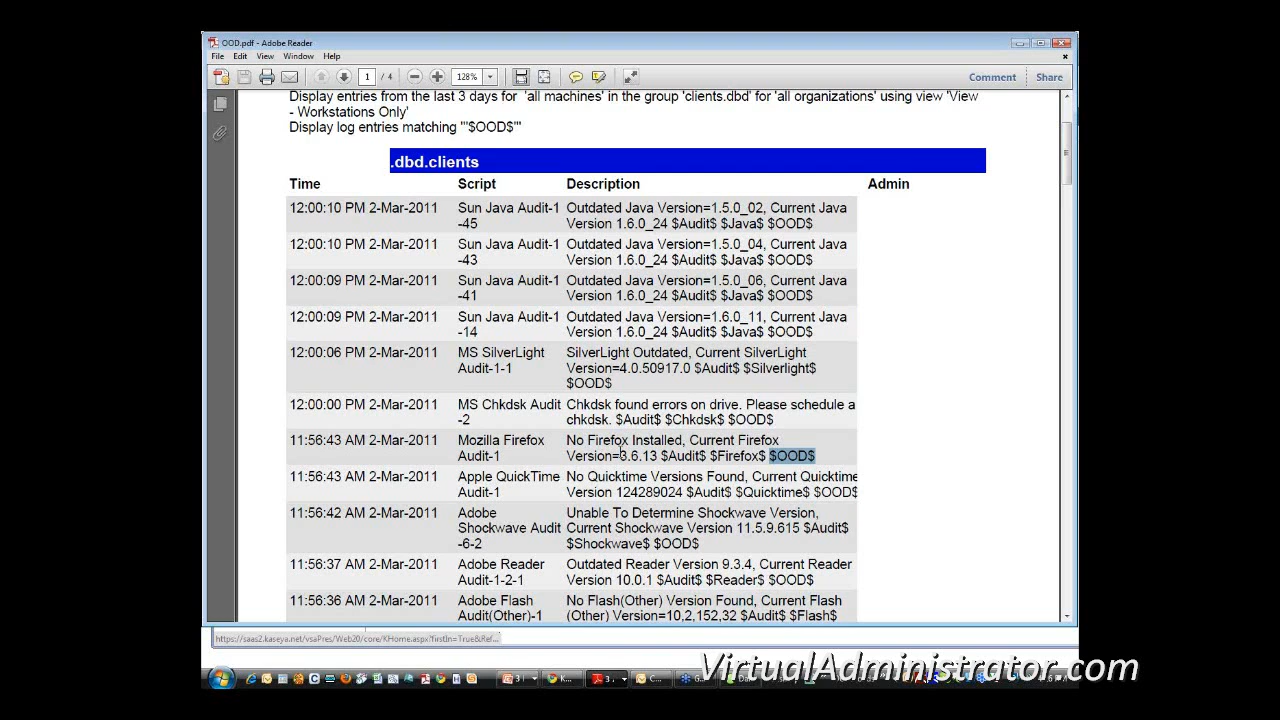 OOD.pdf - Adobe Reader
File Edit View Window Help
1 / 4 128% Comment Share
Display entries from the last 3 days for 'all machines' in the group 'clients.dbd' for 'all organizations' using view 'View
- Workstations Only'
Display log entries matching "'$OOD$'"
.dbd.clients
Time Script Description Admin
12:00:10 PM 2-Mar-2011 Sun Java Audit-1 Outdated Java Version=1.5.0_02, Current Java
-45 Version 1.6.0_24 $Audit$ $Java$ $OOD$
12:00:10 PM 2-Mar-2011 Sun Java Audit-1 Outdated Java Version=1.5.0_04, Current Java
-43 Version 1.6.0_24 $Audit$ $Java$ $OOD$
12:00:09 PM 2-Mar-2011 Sun Java Audit-1 Outdated Java Version=1.5.0_06, Current Java
-41 Version 1.6.0_24 $Audit$ $Java$ $OOD$
12:00:09 PM 2-Mar-2011 Sun Java Audit-1 Outdated Java Version=1.6.0_11, Current Java
-14 Version 1.6.0_24 $Audit$ $Java$ $OOD$
12:00:06 PM 2-Mar-2011 MS SilverLight SilverLight Outdated, Current SilverLight
Audit-1-1 Version=4.0.50917.0 $Audit$ $Silverlight$
$OOD$
12:00:00 PM 2-Mar-2011 MS Chkdsk Audit Chkdsk found errors on drive. Please schedule a
-2 chkdsk. $Audit$ $Chkdsk$ $OOD$
11:56:43 AM 2-Mar-2011 Mozilla Firefox No Firefox Installed, Current Firefox
Audit-1 Version=3.6.13 $Audit$ $Firefox$ $OOD$
11:56:43 AM 2-Mar-2011 Apple QuickTime No Quicktime Versions Found, Current Quicktime
Audit-1 Version 124289024 $Audit$ $Quicktime$ $OOD$
11:56:42 AM 2-Mar-2011 Adobe Unable To Determine Shockwave Version,
Shockwave Audit Current Shockwave Version 11.5.9.615 $Audit$
-6-2 $Shockwave$ $OOD$
11:56:37 AM 2-Mar-2011 Adobe Reader Outdated Reader Version 9.3.4, Current Reader
Audit-1-2-1 Version 10.0.1 $Audit$ $Reader$ $OOD$
11:56:36 AM 2-Mar-2011 Adobe Flash No Flash(Other) Version Found, Current Flash
Audit(Other)-1 (Other) Version=10,2,152,32 $Audit$ $Flash$
https://saas2.kaseya.net/vsaPres/Web20/core/KHome.aspx?firstIn=True&Ref...
VirtualAdministrator.com